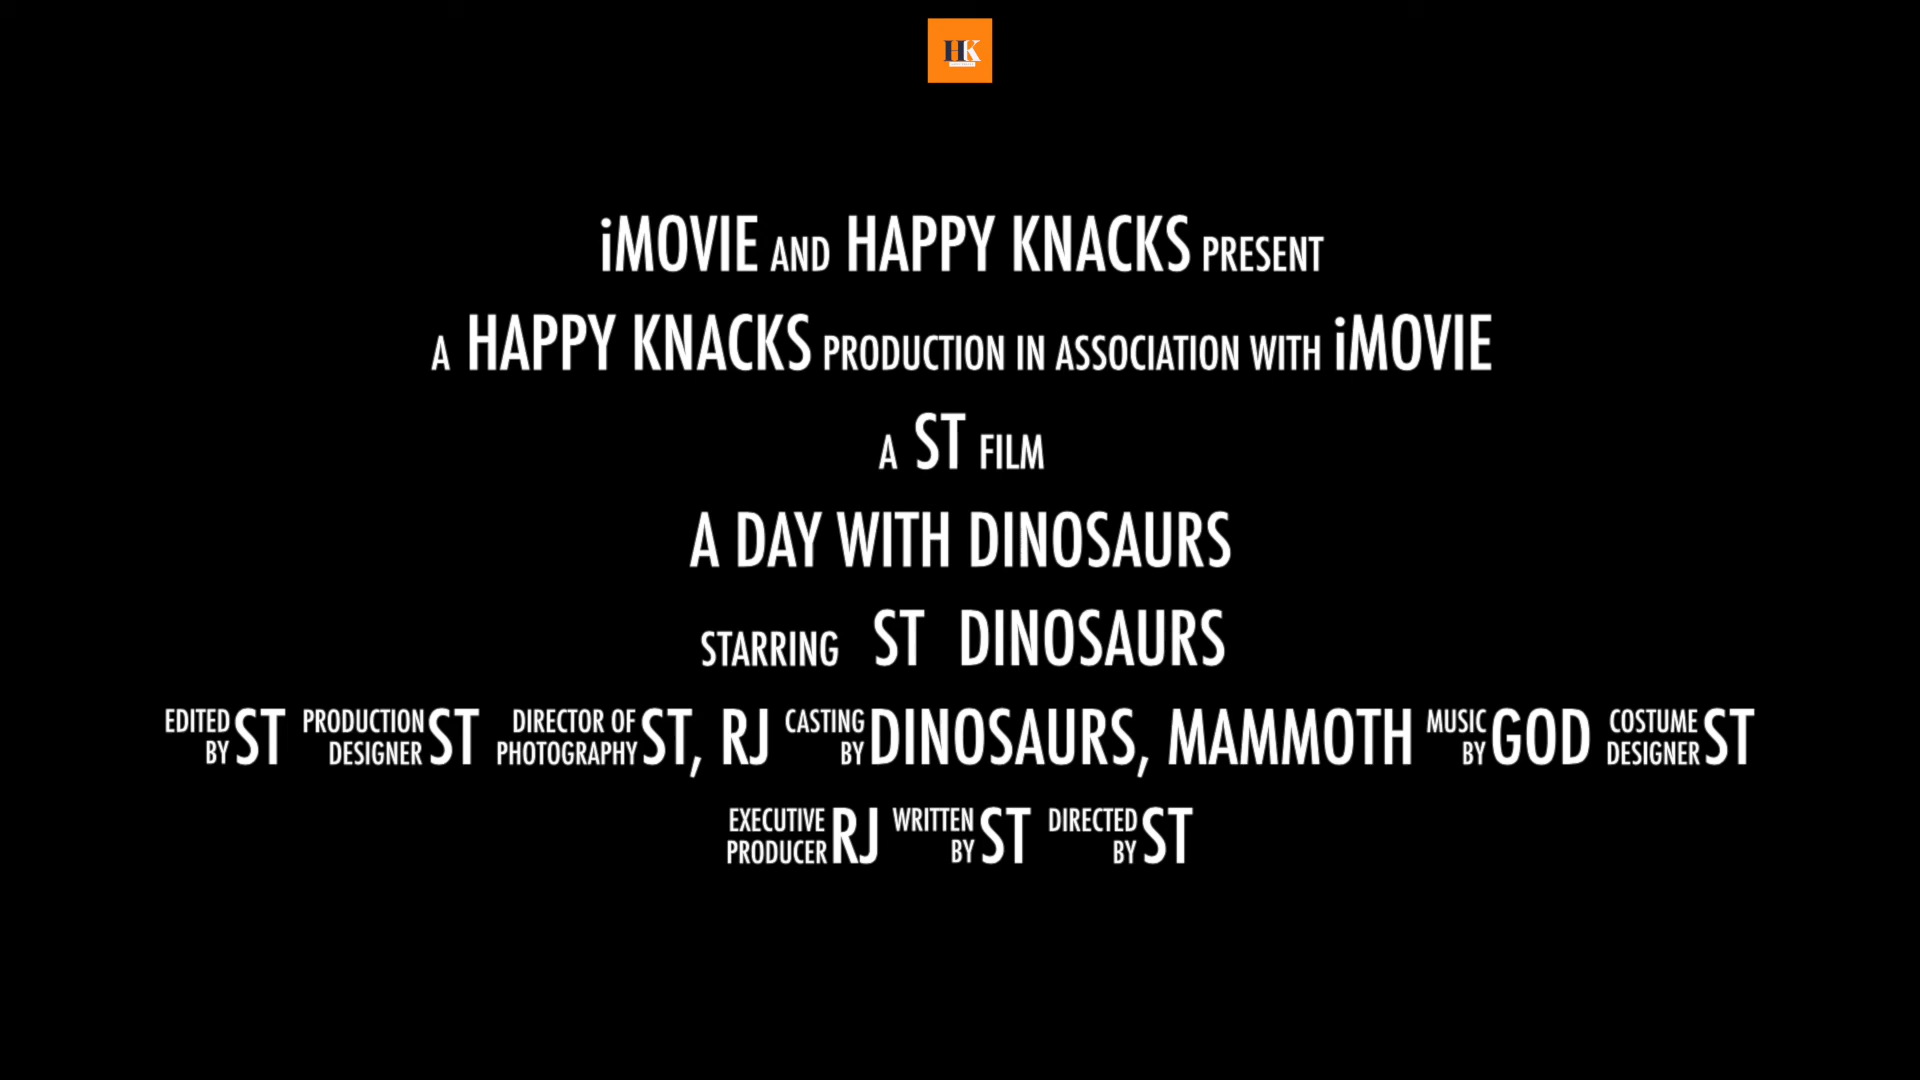 HK
iMOVIE AND HAPPY KNACKS PRESENT
A HAPPY KNACKS PRODUCTION IN ASSOCIATION WITH iMOVIE
A ST FILM
A DAY WITH DINOSAURS
STARRING ST DINOSAURS
EDITED BY ST PRODUCTION DESIGNER ST DIRECTOR OF PHOTOGRAPHY ST, RJ CASTING BY DINOSAURS, MAMMOTH MUSIC BY GOD COSTUME DESIGNER ST
EXECUTIVE PRODUCER RJ WRITTEN BY ST DIRECTED BY ST